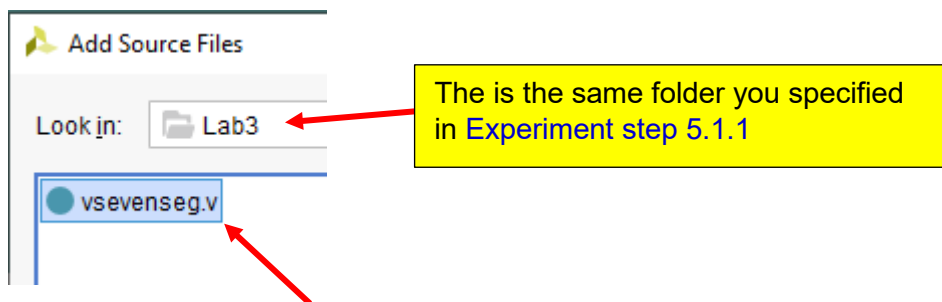 Add Source Files
The is the same folder you specified
in Experiment step 5.1.1
Look in: Lab3
vsevenseg.v